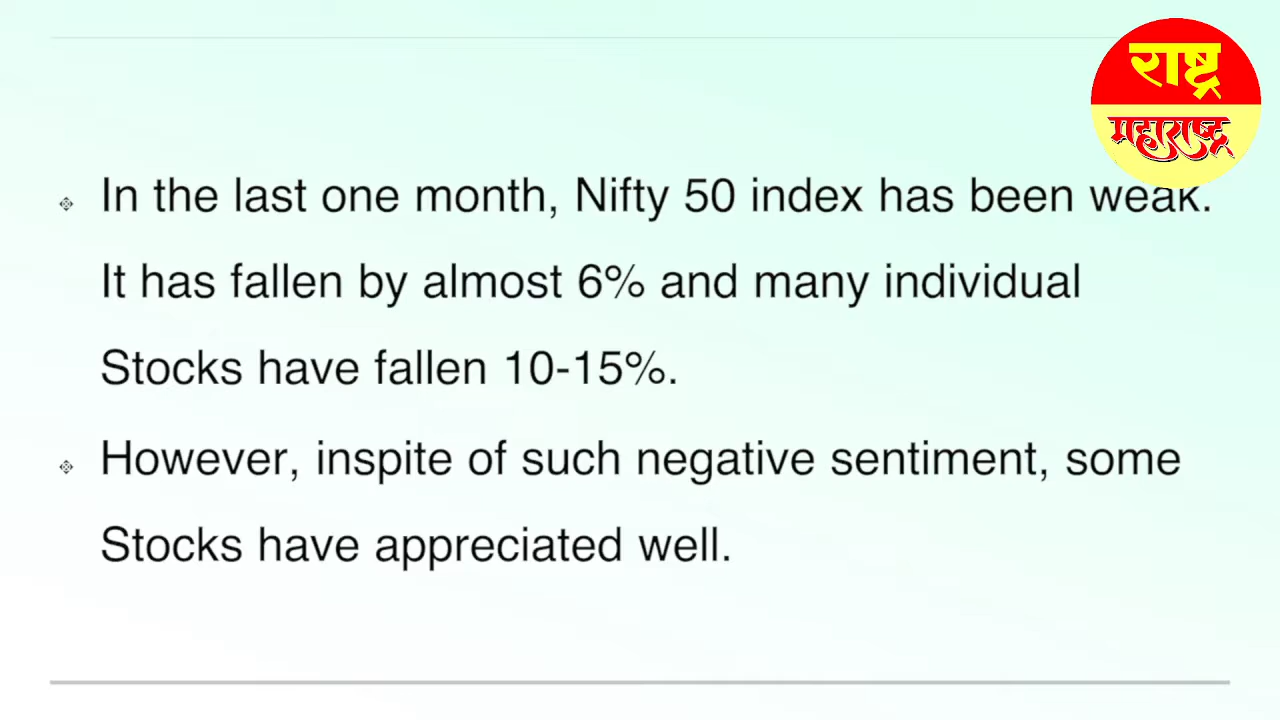 राष्ट्र
महाराष्ट्र
In the last one month, Nifty 50 index has been weak.
It has fallen by almost 6% and many individual
Stocks have fallen 10-15%.
However, inspite of such negative sentiment, some
Stocks have appreciated well.